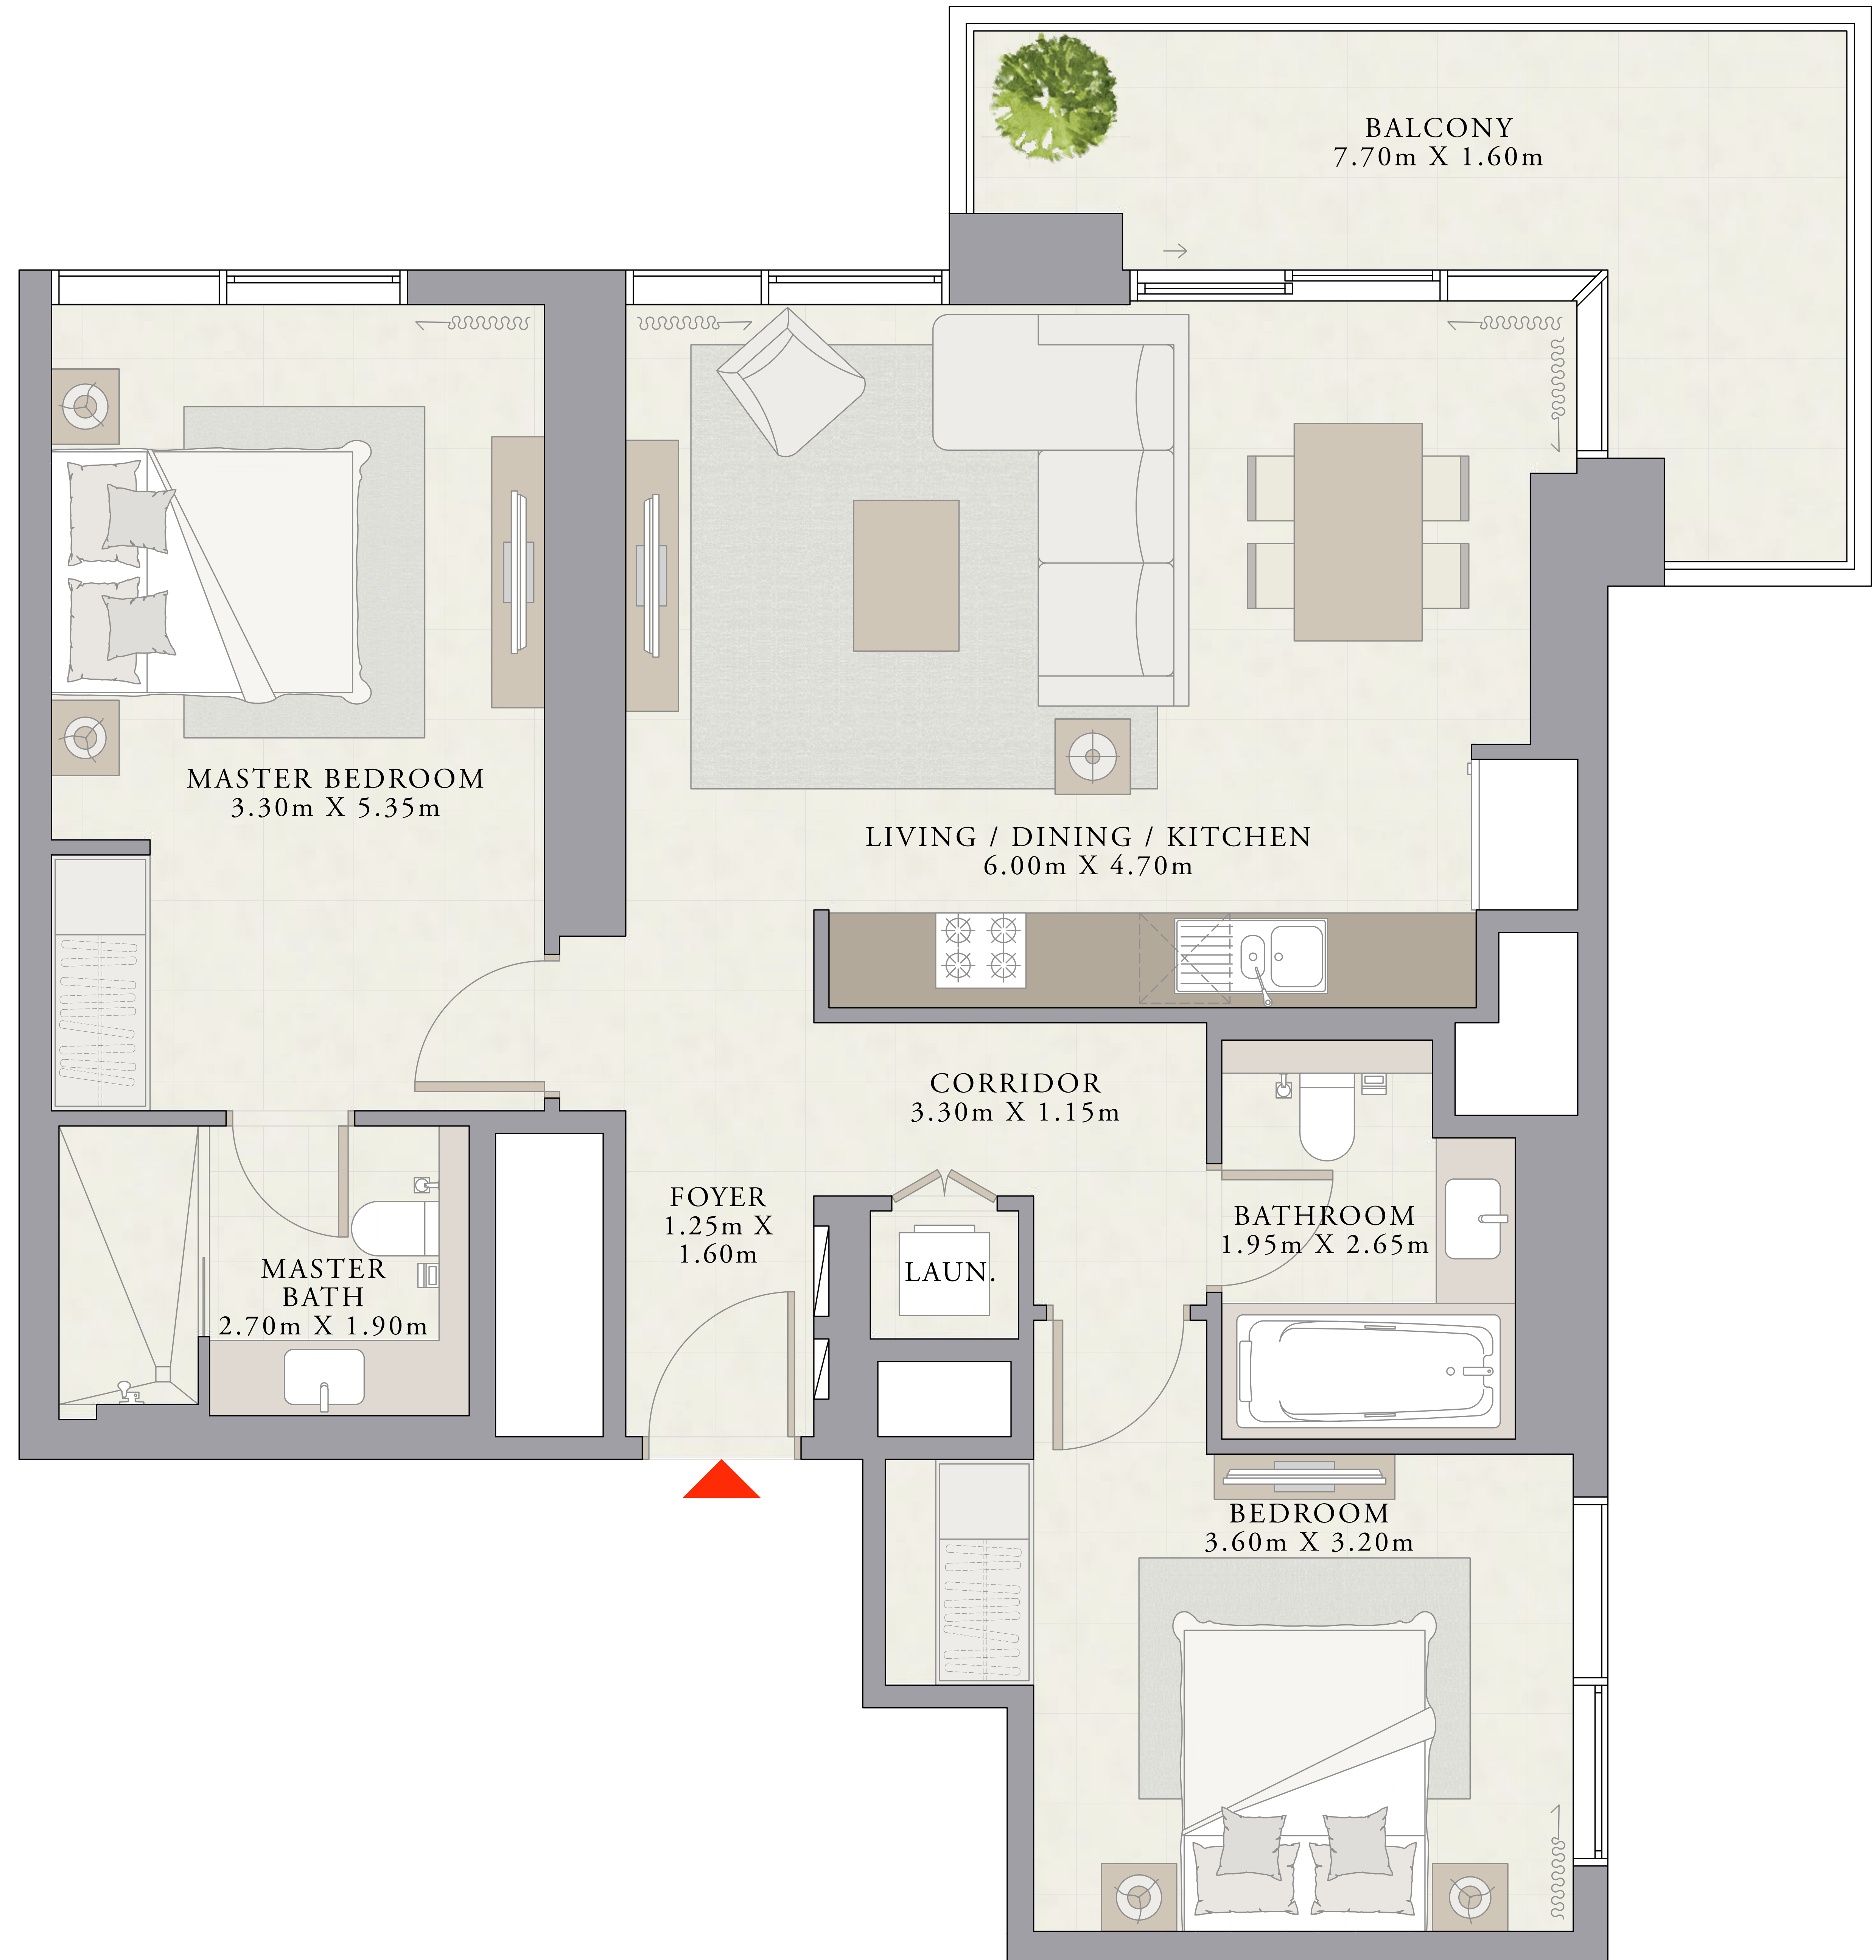 BALCONY
7.70m X 1.60m
MASTER BEDROOM
3.30m X 5.35m
LIVING / DINING / KITCHEN
6.00m X 4.70m
CORRIDOR
3.30m X 1.15m
FOYER
1.25m X
1.60m
LAUN.
BATHROOM
1.95m X 2.65m
MASTER
BATH
2.70m X 1.90m
BEDROOM
3.60m X 3.20m